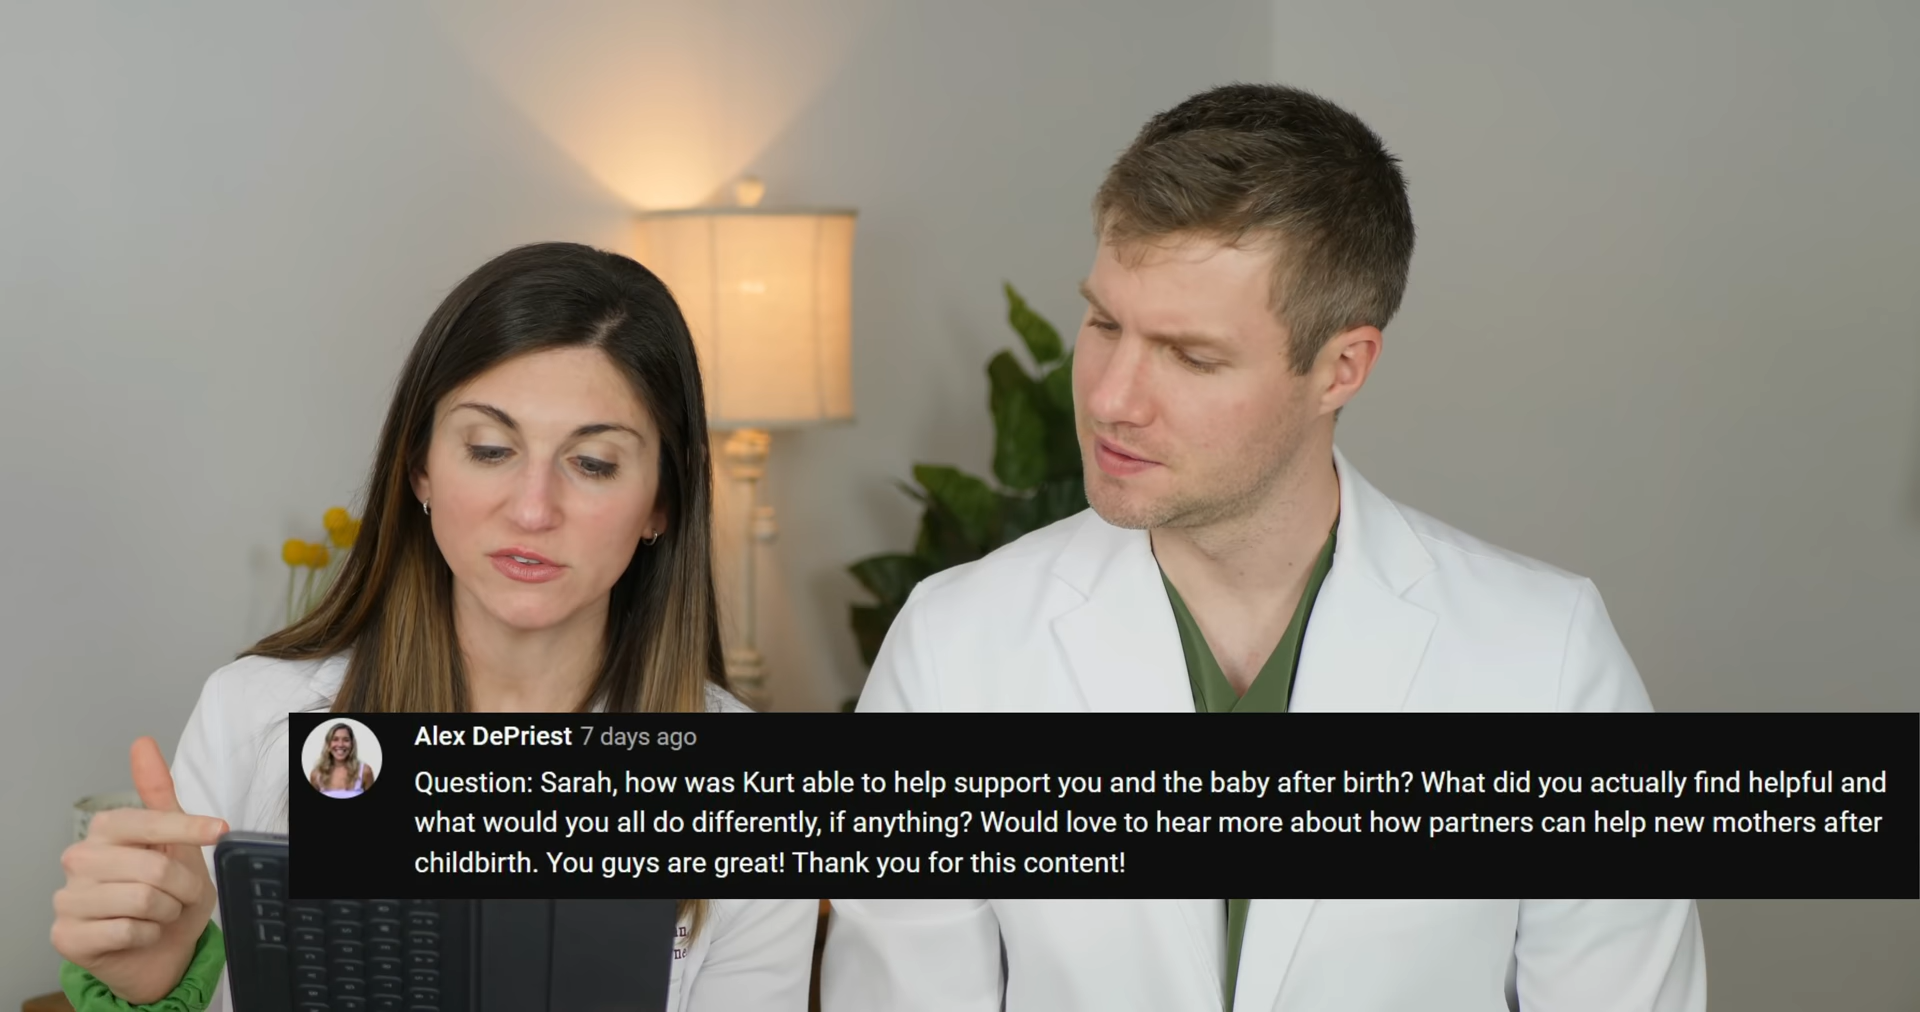 Alex DePriest 7 days ago
Question: Sarah, how was Kurt able to help support you and the baby after birth? What did you actually find helpful and
what would you all do differently, if anything? Would love to hear more about how partners can help new mothers after
childbirth. You guys are great! Thank you for this content!